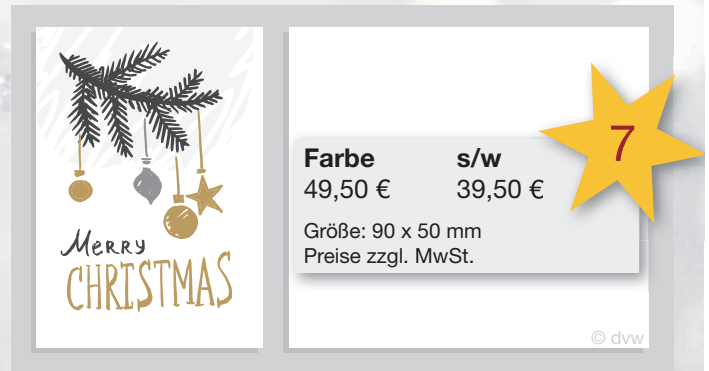 Merry
CHRISTMAS
Farbe s/w
49,50 € 39,50 €
Größe: 90 x 50 mm
Preise zzgl. MwSt.
7
© dvw